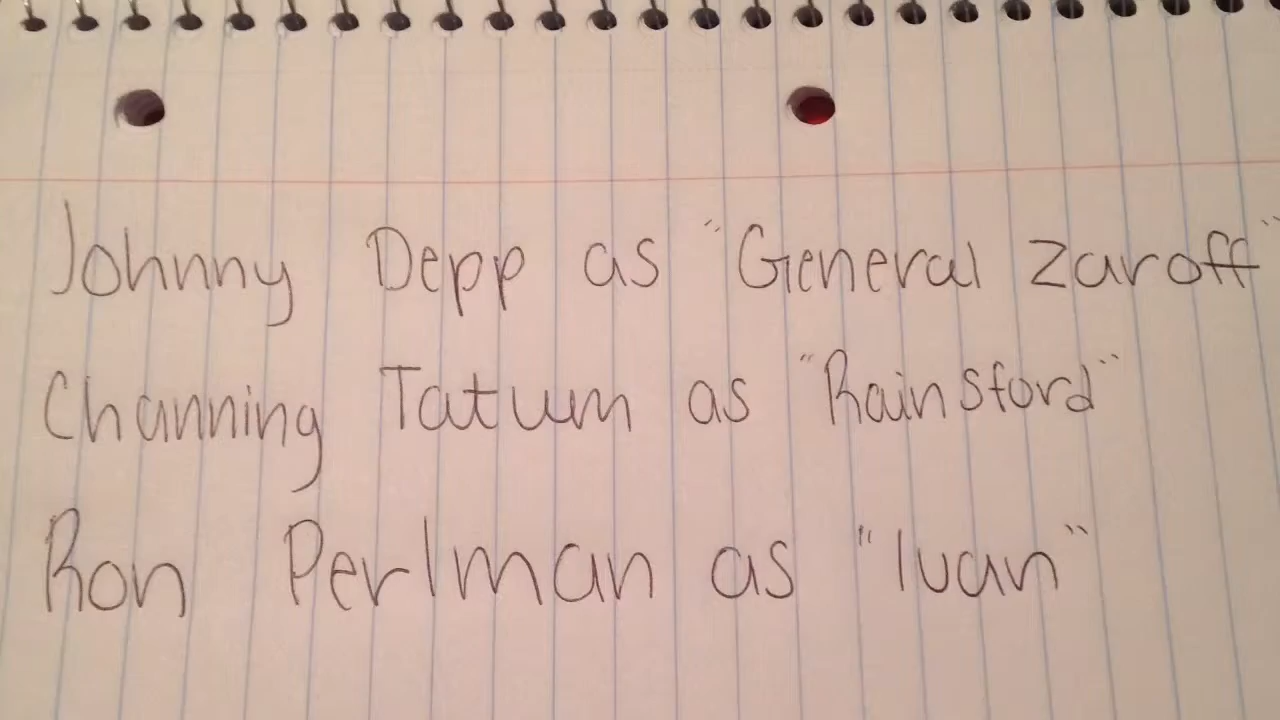 Johnny Depp as "General Zaroff"
Channing Tatum as "Rainsford"
Ron Perlman as "Ivan"